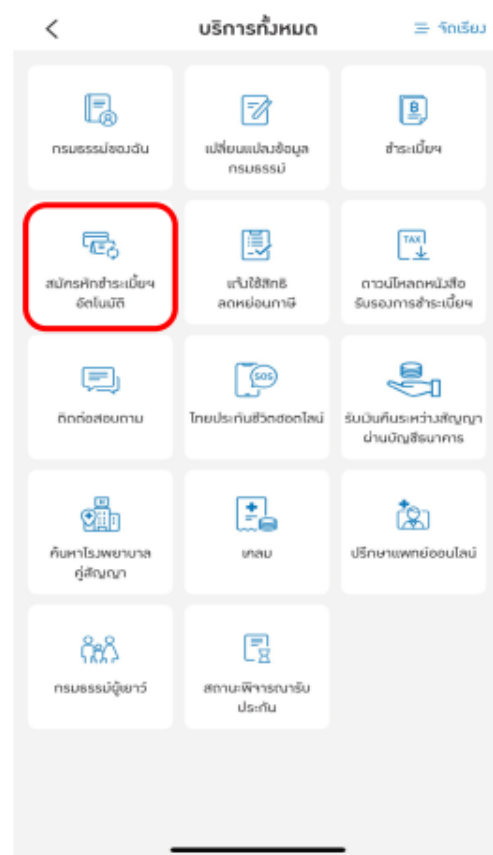 บริการทั้งหมด
จัดเรียง
กรมธรรม์ของฉัน
เปลี่ยนแปลงข้อมูล
กรมธรรม์
ชำระเบี้ยฯ
สมัครหักชำระเบี้ยฯ
อัตโนมัติ
แจ้งใช้สิทธิ
ลดหย่อนภาษี
TAX
ดาวน์โหลดหนังสือ
รับรองการชำระเบี้ยฯ
ติดต่อสอบถาม
SOS
ไทยประกันชีวิตฮอตไลน์
รับเงินคืนระหว่างสัญญา
ผ่านบัญชีธนาคาร
ค้นหาโรงพยาบาล
คู่สัญญา
เคลม
ปรึกษาแพทย์ออนไลน์
กรมธรรม์ผู้เยาว์
สถานะพิจารณารับ
ประกัน